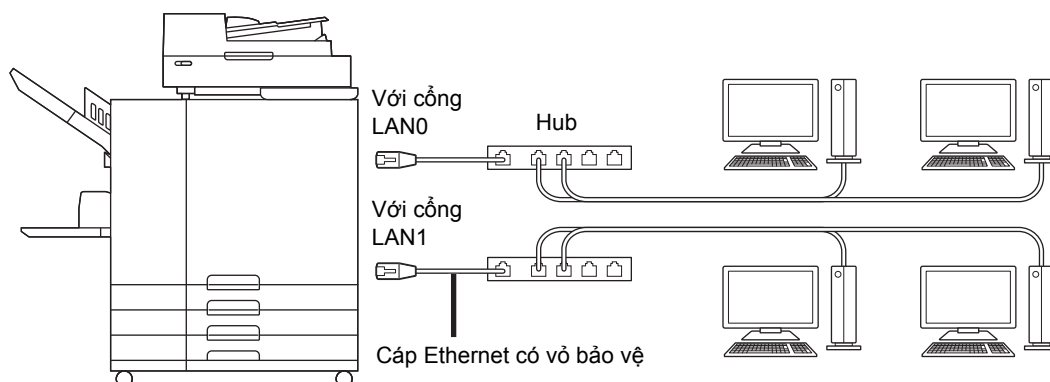 Với cổng
LAN0
Hub
Với cổng
LAN1
Cáp Ethernet có vỏ bảo vệ